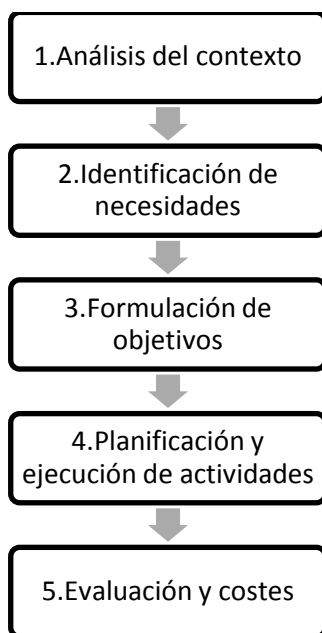 1.Análisis del contexto
2.Identificación de
necesidades
3.Formulación de
objetivos
4.Planificación y
ejecución de actividades
5.Evaluación y costes